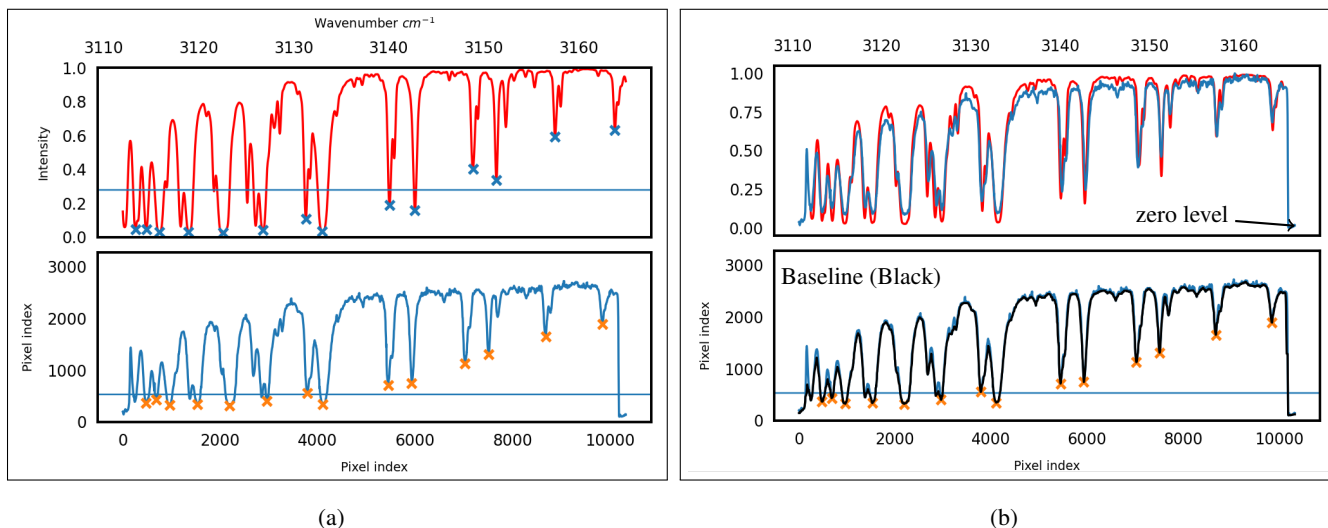 Wavenumber cm⁻¹
3110 3120 3130 3140 3150 3160
1.0
0.8
0.6
0.4
0.2
0.0
Intensity
3000
2000
1000
0
Pixel index
0 2000 4000 6000 8000 10000
Pixel index
(a)
3110 3120 3130 3140 3150 3160
1.00
0.75
0.50
0.25
0.00
zero level
Baseline (Black)
3000
2000
1000
0
Pixel index
0 2000 4000 6000 8000 10000
Pixel index
(b)